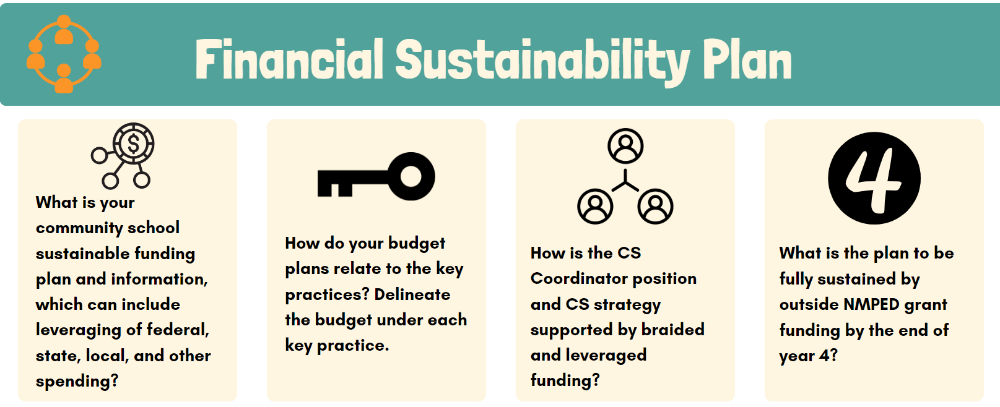 Financial Sustainability Plan
$
What is your
community school
sustainable funding
plan and information,
which can include
leveraging of federal,
state, local, and other
spending?
How do your budget
plans relate to the key
practices? Delineate
the budget under each
key practice.
How is the CS
Coordinator position
and CS strategy
supported by braided
and leveraged
funding?
4
What is the plan to be
fully sustained by
outside NMPED grant
funding by the end of
year 4?